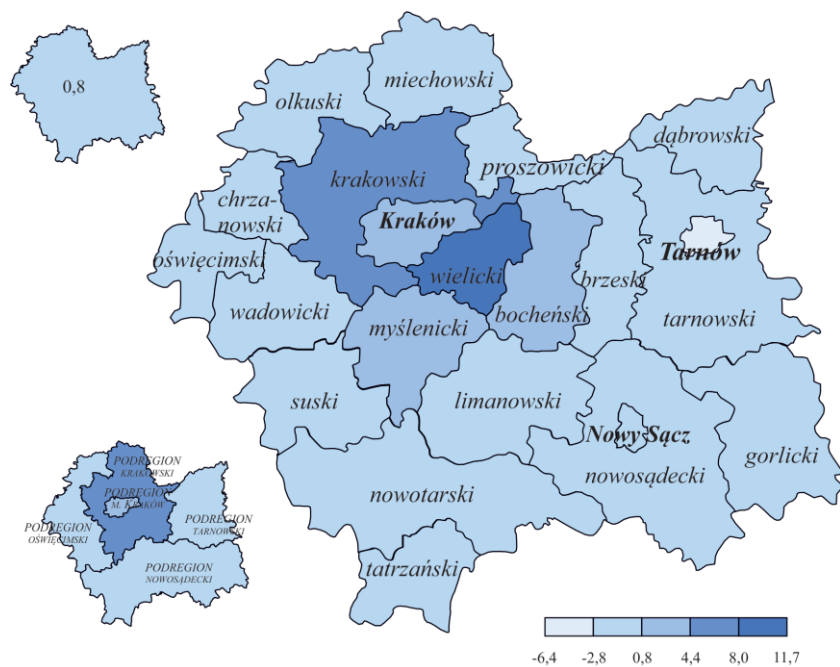 0,8
miechowski
olkuski
dąbrowski
proszowicki
krakowski
chrza-
nowski
Kraków
Tarnów
oświęcimski
wielicki
brzeski
wadowicki
bocheński
tarnowski
myślenicki
suski
limanowski
Nowy Sącz
gorlicki
nowosądecki
nowotarski
tatrzański
PODREGION
KRAKOWSKI
PODREGION
M. KRAKÓW
PODREGION
OŚWIĘCIMSKI
PODREGION
TARNOWSKI
PODREGION
NOWOSĄDECKI
-6,4 -2,8 0,8 4,4 8,0 11,7